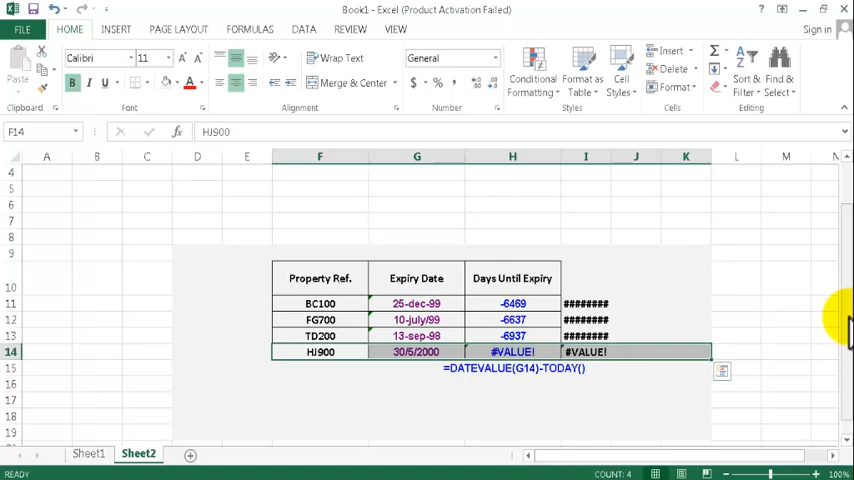 Book1 - Excel (Product Activation Failed)
FILE HOME INSERT PAGE LAYOUT FORMULAS DATA REVIEW VIEW Sign in
Paste Calibri 11 Wrap Text General Conditional Formatting Format as Table Cell Styles Insert Sort & Filter Find & Select
B I U A Merge & Center $ % , Delete
Format
Clipboard Font Alignment Number Styles Cells Editing
F14 fx HJ900
A B C D E F G H I J K L M N
4
5
6
7
8
9
10 Property Ref. Expiry Date Days Until Expiry
11 BC100 25-dec-99 -6469 ########
12 FG700 10-july/99 -6637 ########
13 TD200 13-sep-98 -6937 ########
14 HJ900 30/5/2000 #VALUE! #VALUE!
15 =DATEVALUE(G14)-TODAY()
16
17
18
19
Sheet1 Sheet2
READY COUNT: 4 100%